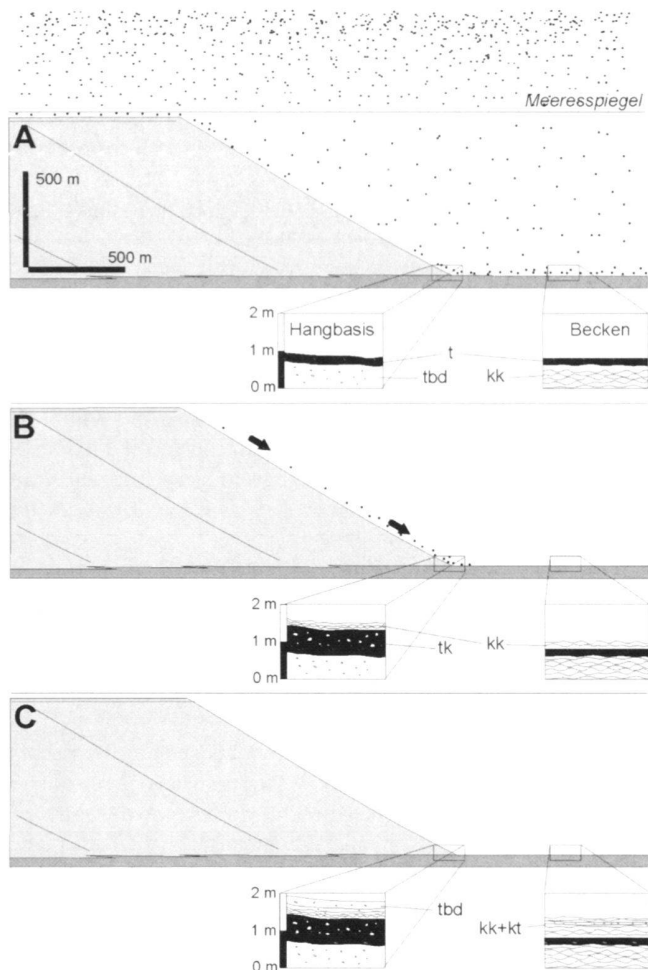 Meeresspiegel
A
500 m
500 m
2 m
Hangbasis
Becken
1 m
t
tbd
kk
0 m
B
2 m
1 m
kk
tk
0 m
C
2 m
tbd
1 m
kk+kt
0 m